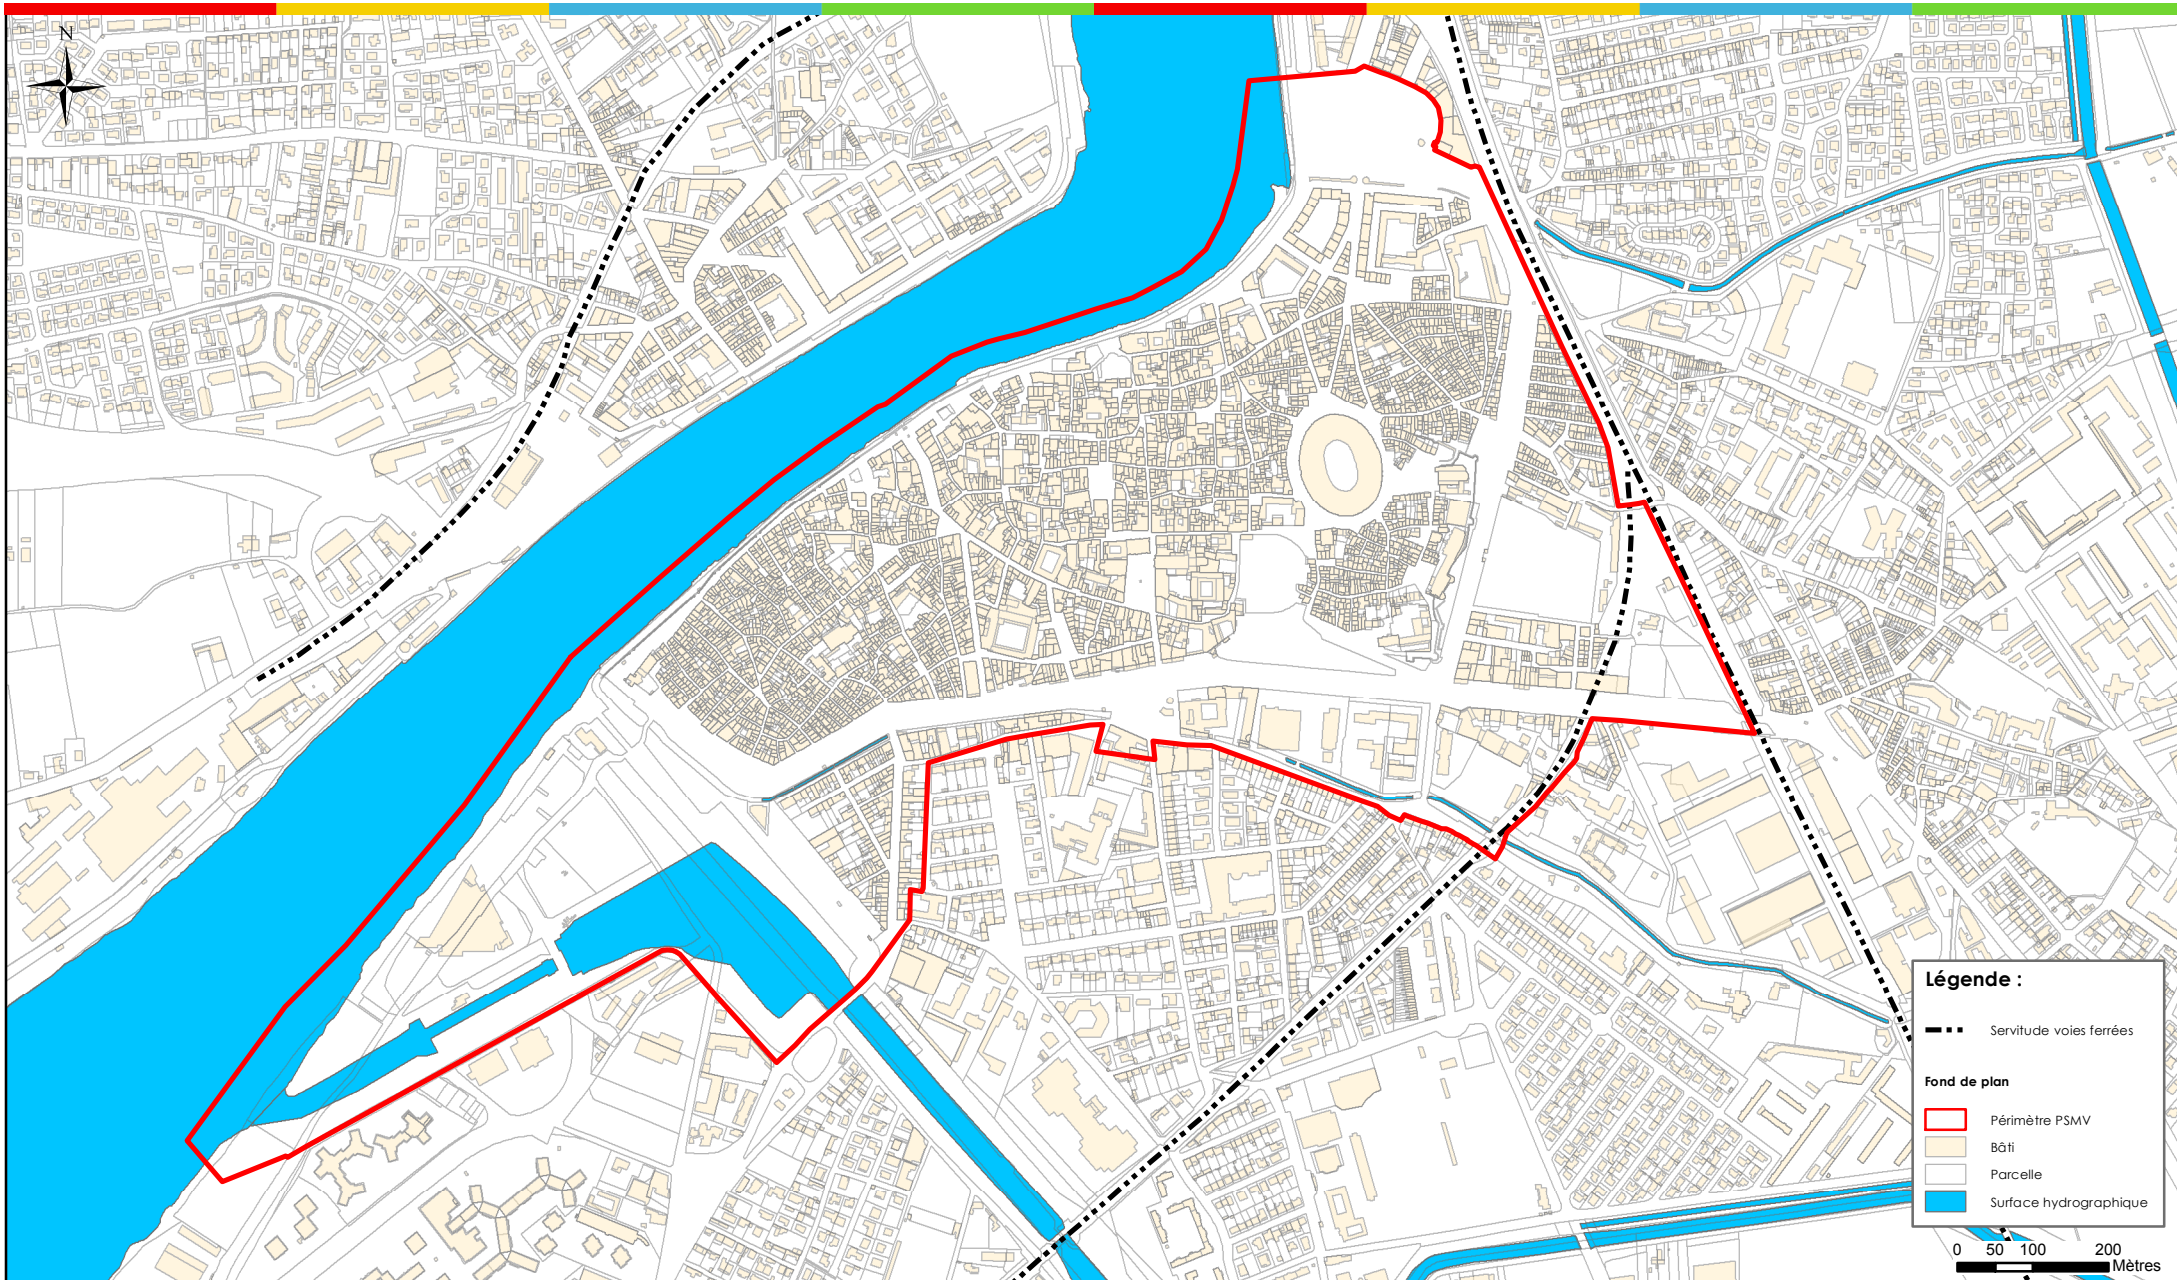 N
Légende :
Servitude voies ferrées
Fond de plan
Périmètre PSMV
Bâti
Parcelle
Surface hydrographique
0 50 100 200
Mètres